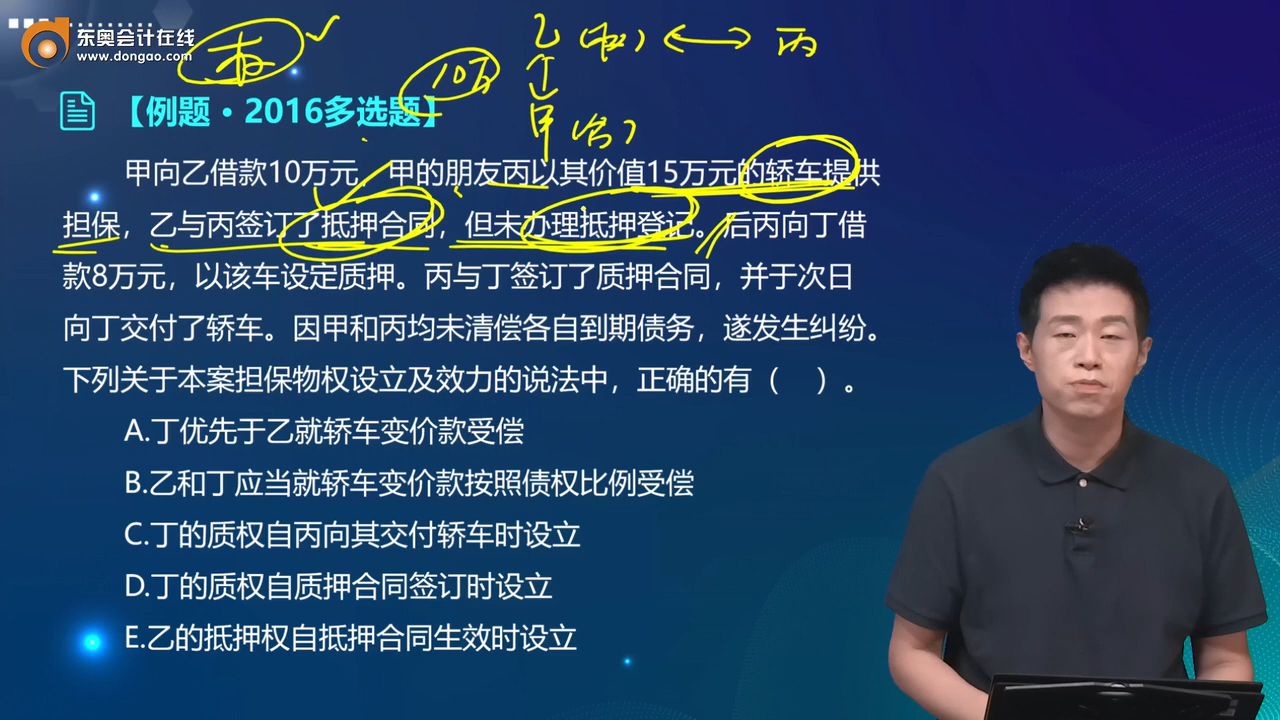 东奥会计在线
www.dongao.com
乙 丙
10万
甲
【例题·2016多选题】
甲向乙借款10万元，甲的朋友丙以其价值15万元的轿车提供
担保，乙与丙签订了抵押合同，但未办理抵押登记。后丙向丁借
款8万元，以该车设定质押。丙与丁签订了质押合同，并于次日
向丁交付了轿车。因甲和丙均未清偿各自到期债务，遂发生纠纷。
下列关于本案担保物权设立及效力的说法中，正确的有（ ）。
A.丁优先于乙就轿车变价款受偿
B.乙和丁应当就轿车变价款按照债权比例受偿
C.丁的质权自丙向其交付轿车时设立
D.丁的质权自质押合同签订时设立
E.乙的抵押权自抵押合同生效时设立